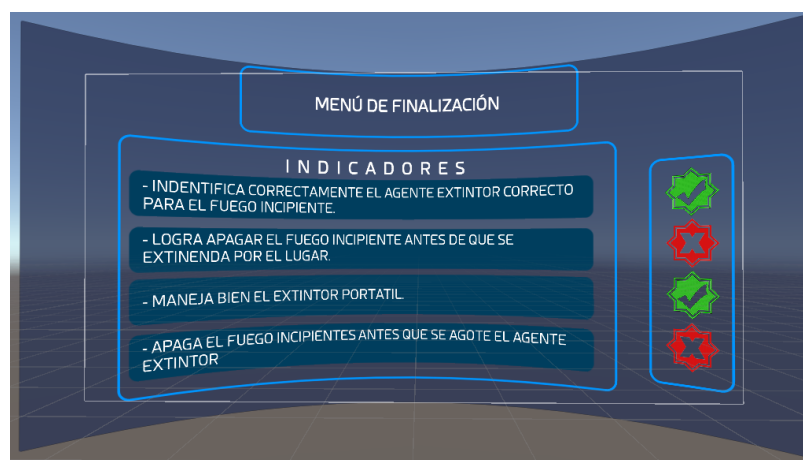 MENÚ DE FINALIZACIÓN
INDICADORES
- INDENTIFICA CORRECTAMENTE EL AGENTE EXTINTOR CORRECTO
PARA EL FUEGO INCIPIENTE.
- LOGRA APAGAR EL FUEGO INCIPIENTE ANTES DE QUE SE
EXTINENDA POR EL LUGAR.
- MANEJA BIEN EL EXTINTOR PORTATIL.
- APAGA EL FUEGO INCIPIENTES ANTES QUE SE AGOTE EL AGENTE
EXTINTOR